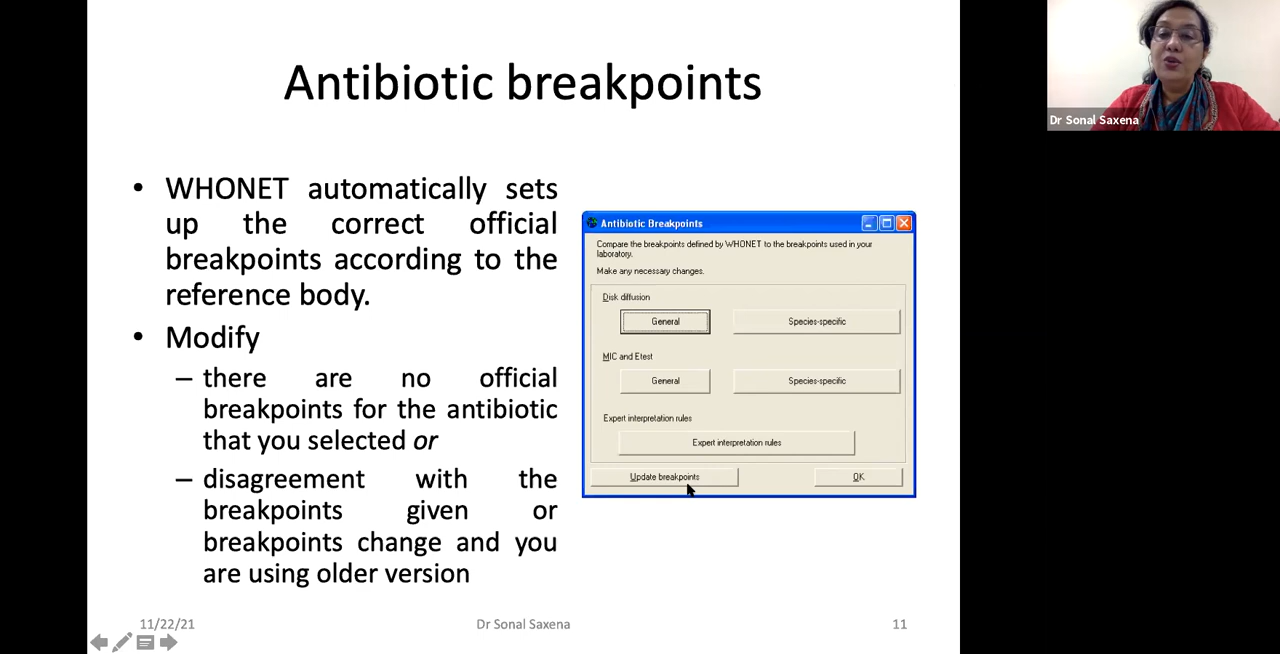 Antibiotic breakpoints
• WHONET automatically sets
up the correct official
breakpoints according to the
reference body.
• Modify
– there are no official
breakpoints for the antibiotic
that you selected or
– disagreement with the
breakpoints given or
breakpoints change and you
are using older version
Antibiotic Breakpoints
Compare the breakpoints defined by WHONET to the breakpoints used in your
laboratory.
Make any necessary changes.
Disk diffusion
General
Species-specific
MIC and Etest
General
Species-specific
Expert interpretation rules
Expert interpretation rules
Update breakpoints
OK
11/22/21
Dr Sonal Saxena
11
Dr Sonal Saxena